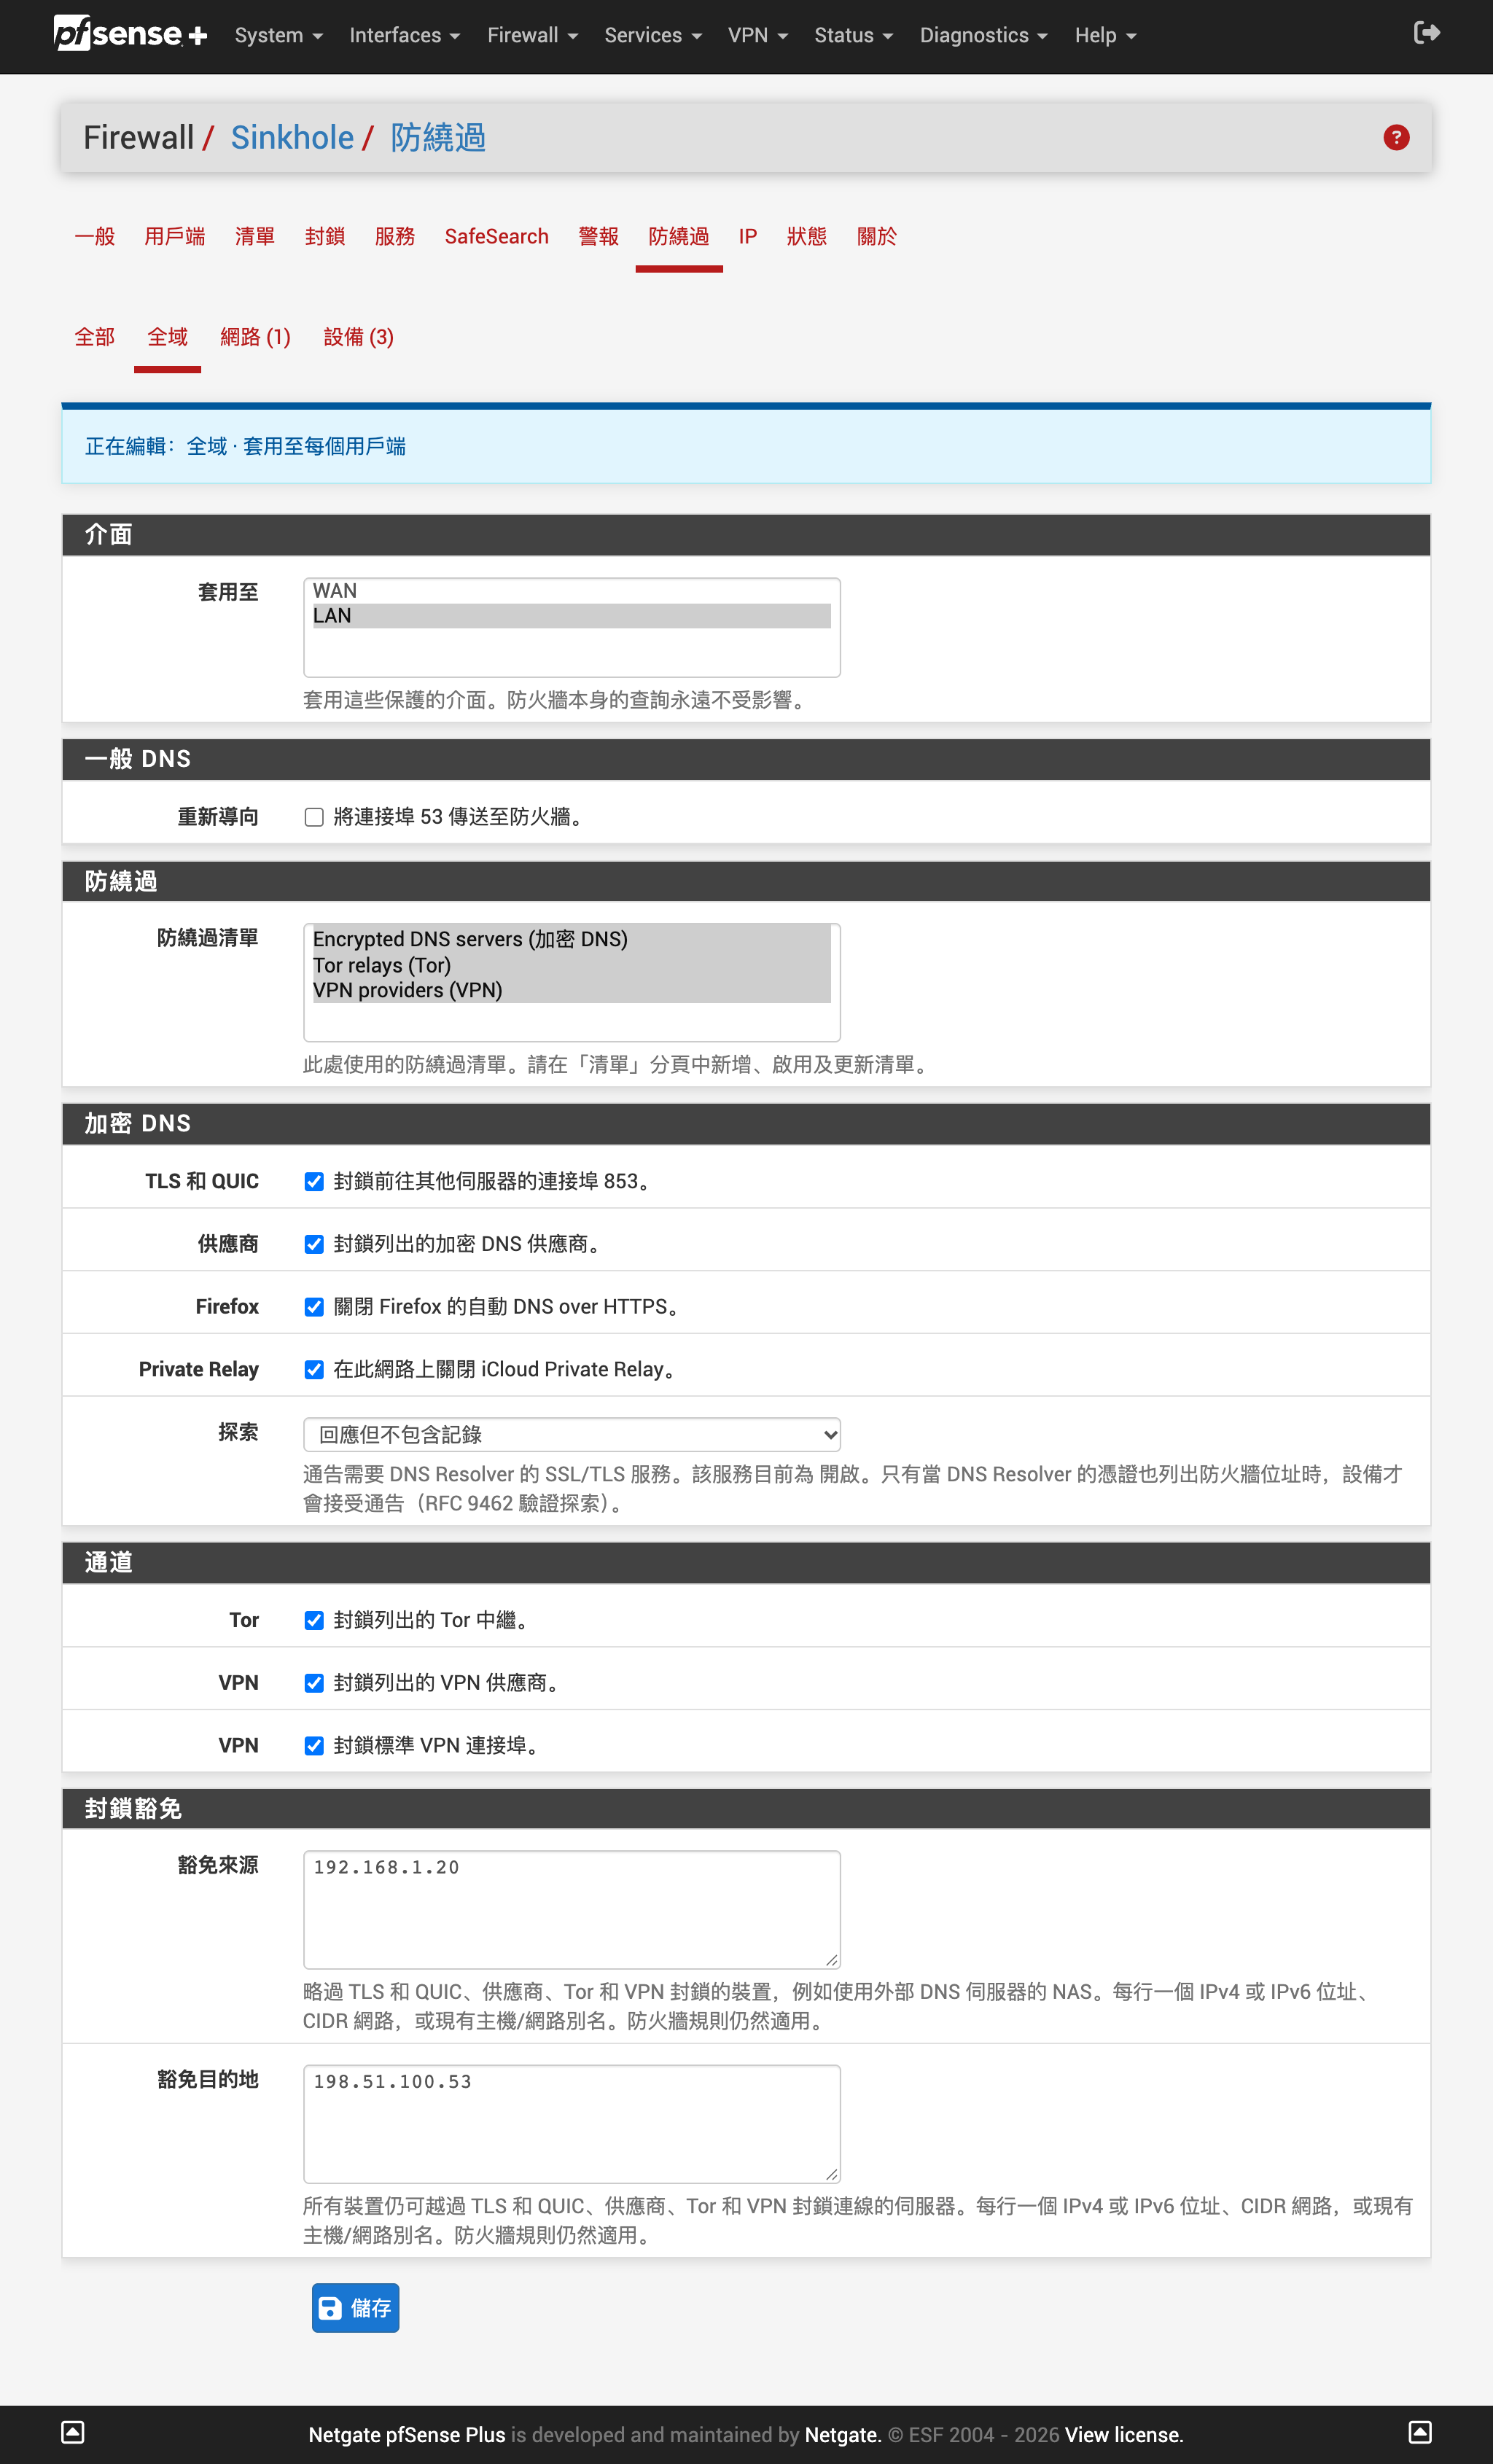 pfsense+ System Interfaces Firewall Services VPN Status Diagnostics Help
Firewall / Sinkhole / 防繞過
一般 用戶端 清單 封鎖 服務 SafeSearch 警報 防繞過 IP 狀態 關於
全部 全域 網路 (1) 設備 (3)
正在編輯：全域 · 套用至每個用戶端
介面
套用至
WAN
LAN
套用這些保護的介面。防火牆本身的查詢永遠不受影響。
一般 DNS
重新導向 將連接埠 53 傳送至防火牆。
防繞過
防繞過清單
Encrypted DNS servers (加密 DNS)
Tor relays (Tor)
VPN providers (VPN)
此處使用的防繞過清單。請在「清單」分頁中新增、啟用及更新清單。
加密 DNS
TLS 和 QUIC 封鎖前往其他伺服器的連接埠 853。
供應商 封鎖列出的加密 DNS 供應商。
Firefox 關閉 Firefox 的自動 DNS over HTTPS。
Private Relay 在此網路上關閉 iCloud Private Relay。
探索 回應但不包含記錄
通告需要 DNS Resolver 的 SSL/TLS 服務。該服務目前為 開啟。只有當 DNS Resolver 的憑證也列出防火牆位址時，設備才
會接受通告（RFC 9462 驗證探索）。
通道
Tor 封鎖列出的 Tor 中繼。
VPN 封鎖列出的 VPN 供應商。
VPN 封鎖標準 VPN 連接埠。
封鎖豁免
豁免來源 192.168.1.20
略過 TLS 和 QUIC、供應商、Tor 和 VPN 封鎖的裝置，例如使用外部 DNS 伺服器的 NAS。每行一個 IPv4 或 IPv6 位址、
CIDR 網路，或現有主機/網路別名。防火牆規則仍然適用。
豁免目的地 198.51.100.53
所有裝置仍可越過 TLS 和 QUIC、供應商、Tor 和 VPN 封鎖連線的伺服器。每行一個 IPv4 或 IPv6 位址、CIDR 網路，或現有
主機/網路別名。防火牆規則仍然適用。
儲存
Netgate pfSense Plus is developed and maintained by Netgate. © ESF 2004 - 2026 View license.